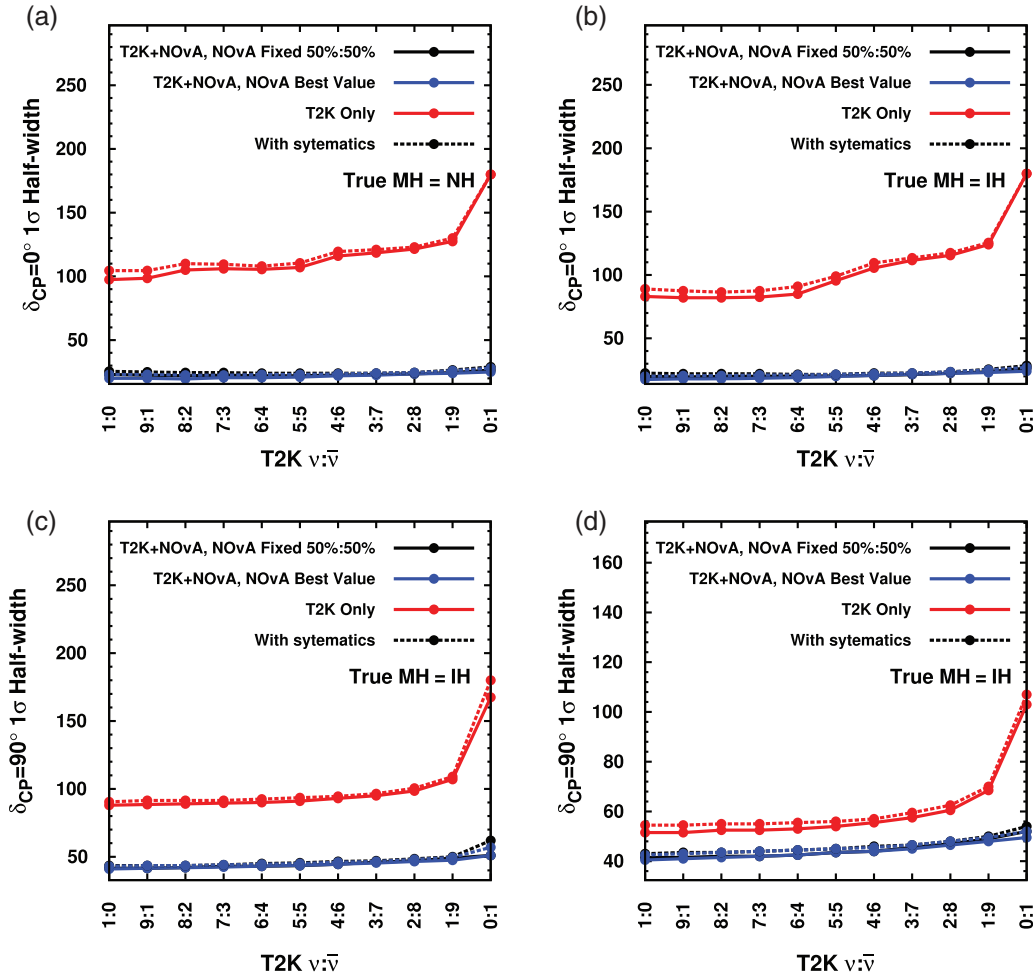 (a)
T2K+NOvA, NOvA Fixed 50%:50%
T2K+NOvA, NOvA Best Value
T2K Only
With sytematics
True MH = NH
δCP=0° 1σ Half-width
250
200
150
100
50
1:0 9:1 8:2 7:3 6:4 5:5 4:6 3:7 2:8 1:9 0:1
T2K ν:ν̅
(b)
T2K+NOvA, NOvA Fixed 50%:50%
T2K+NOvA, NOvA Best Value
T2K Only
With sytematics
True MH = IH
δCP=0° 1σ Half-width
250
200
150
100
50
1:0 9:1 8:2 7:3 6:4 5:5 4:6 3:7 2:8 1:9 0:1
T2K ν:ν̅
(c)
T2K+NOvA, NOvA Fixed 50%:50%
T2K+NOvA, NOvA Best Value
T2K Only
With sytematics
True MH = IH
δCP=90° 1σ Half-width
250
200
150
100
50
1:0 9:1 8:2 7:3 6:4 5:5 4:6 3:7 2:8 1:9 0:1
T2K ν:ν̅
(d)
T2K+NOvA, NOvA Fixed 50%:50%
T2K+NOvA, NOvA Best Value
T2K Only
With sytematics
True MH = IH
δCP=90° 1σ Half-width
160
140
120
100
80
60
40
1:0 9:1 8:2 7:3 6:4 5:5 4:6 3:7 2:8 1:9 0:1
T2K ν:ν̅